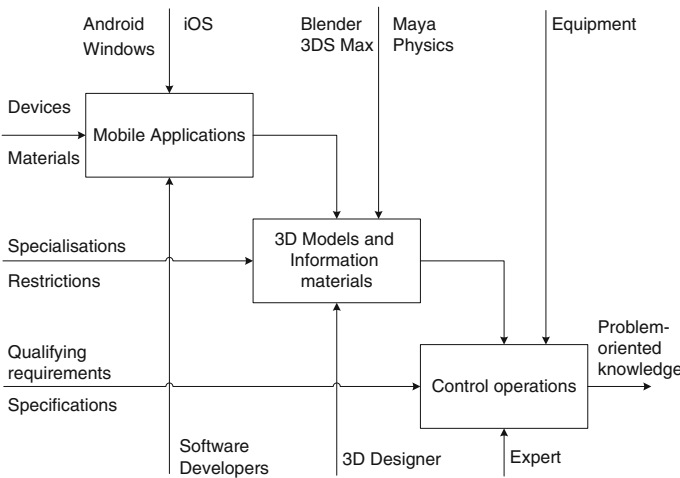 Android
Windows
iOS
Blender
3DS Max
Maya
Physics
Equipment
Devices
Materials
Mobile Applications
Specialisations
Restrictions
3D Models and
Information
materials
Qualifying
requirements
Specifications
Control operations
Problem-
oriented
knowledge
Software
Developers
3D Designer
Expert